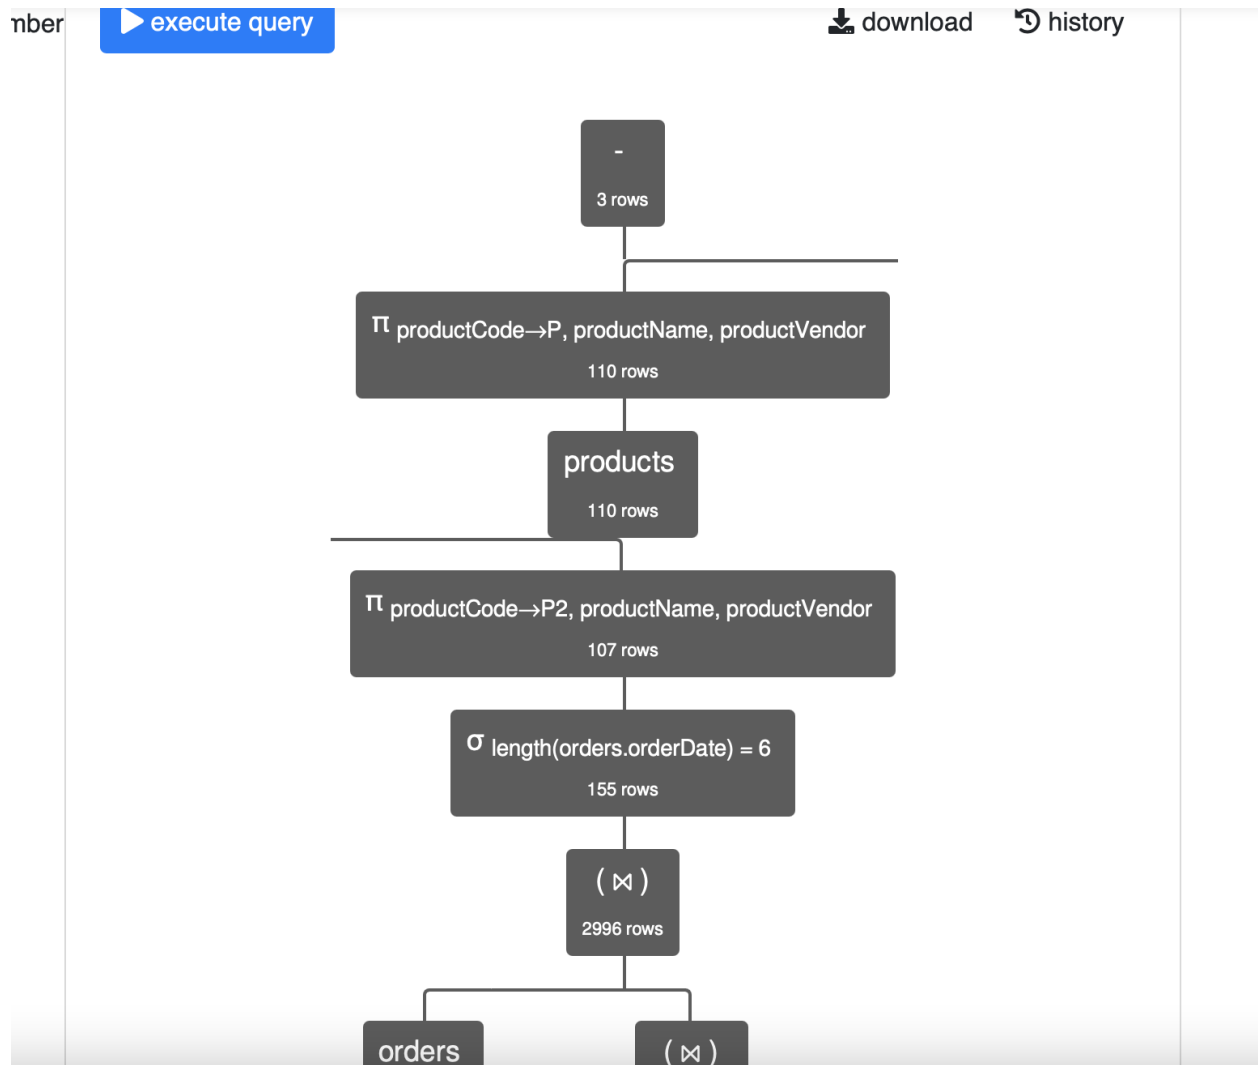 mber
execute query
download
history
-
3 rows
π productCode→P, productName, productVendor
110 rows
products
110 rows
π productCode→P2, productName, productVendor
107 rows
σ length(orders.orderDate) = 6
155 rows
( ⋈ )
2996 rows
orders
( ⋈ )